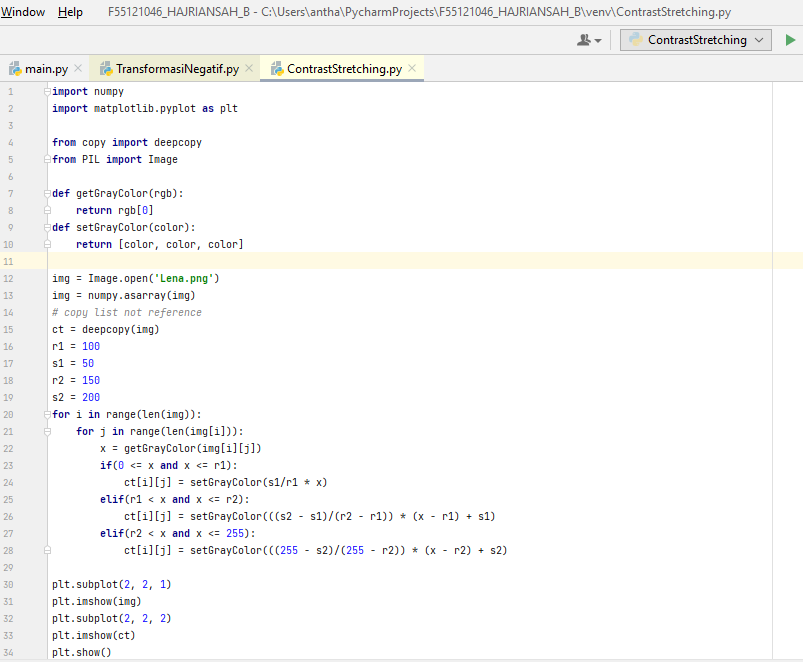 Window Help F55121046_HAJRIANSAH_B - C:\Users\antha\PycharmProjects\F55121046_HAJRIANSAH_B\venv\ContrastStretching.py
ContrastStretching
main.py TransformasiNegatif.py ContrastStretching.py
1 import numpy
2 import matplotlib.pyplot as plt
3
4 from copy import deepcopy
5 from PIL import Image
6
7 def getGrayColor(rgb):
8     return rgb[0]
9 def setGrayColor(color):
10     return [color, color, color]
11
12 img = Image.open('Lena.png')
13 img = numpy.asarray(img)
14 # copy list not reference
15 ct = deepcopy(img)
16 r1 = 100
17 s1 = 50
18 r2 = 150
19 s2 = 200
20 for i in range(len(img)):
21     for j in range(len(img[i])):
22         x = getGrayColor(img[i][j])
23         if(0 <= x and x <= r1):
24             ct[i][j] = setGrayColor(s1/r1 * x)
25         elif(r1 < x and x <= r2):
26             ct[i][j] = setGrayColor(((s2 - s1)/(r2 - r1)) * (x - r1) + s1)
27         elif(r2 < x and x <= 255):
28             ct[i][j] = setGrayColor(((255 - s2)/(255 - r2)) * (x - r2) + s2)
29
30 plt.subplot(2, 2, 1)
31 plt.imshow(img)
32 plt.subplot(2, 2, 2)
33 plt.imshow(ct)
34 plt.show()